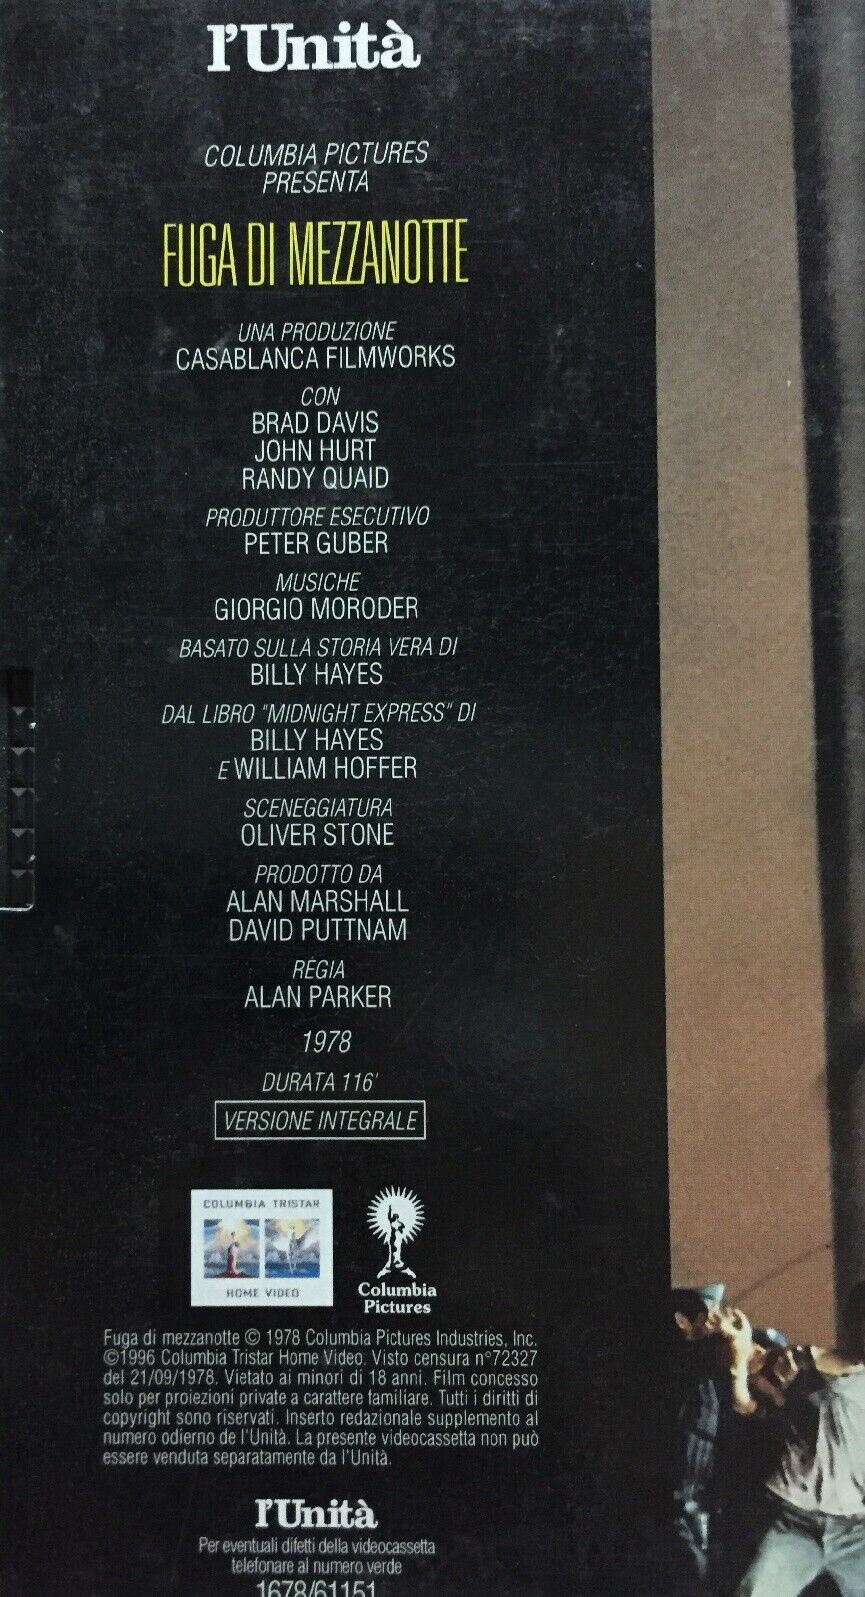 l'Unità
COLUMBIA PICTURES
PRESENTA
FUGA DI MEZZANOTTE
UNA PRODUZIONE
CASABLANCA FILMWORKS
CON
BRAD DAVIS
JOHN HURT
RANDY QUAID
PRODUTTORE ESECUTIVO
PETER GUBER
MUSICHE
GIORGIO MORODER
BASATO SULLA STORIA VERA DI
BILLY HAYES
DAL LIBRO "MIDNIGHT EXPRESS" DI
BILLY HAYES
E WILLIAM HOFFER
SCENEGGIATURA
OLIVER STONE
PRODOTTO DA
ALAN MARSHALL
DAVID PUTTNAM
REGIA
ALAN PARKER
1978
DURATA 116'
VERSIONE INTEGRALE
COLUMBIA TRISTAR
HOME VIDEO
Columbia
Pictures
Fuga di mezzanotte © 1978 Columbia Pictures Industries, Inc.
©1996 Columbia Tristar Home Video. Visto censura n°72327
del 21/09/1978. Vietato ai minori di 18 anni. Film concesso
solo per proiezioni private a carattere familiare. Tutti i diritti di
copyright sono riservati. Inserto redazionale supplemento al
numero odierno de l'Unità. La presente videocassetta non può
essere venduta separatamente da l'Unità.
l'Unità
Per eventuali difetti della videocassetta
telefonare al numero verde
1678/61151